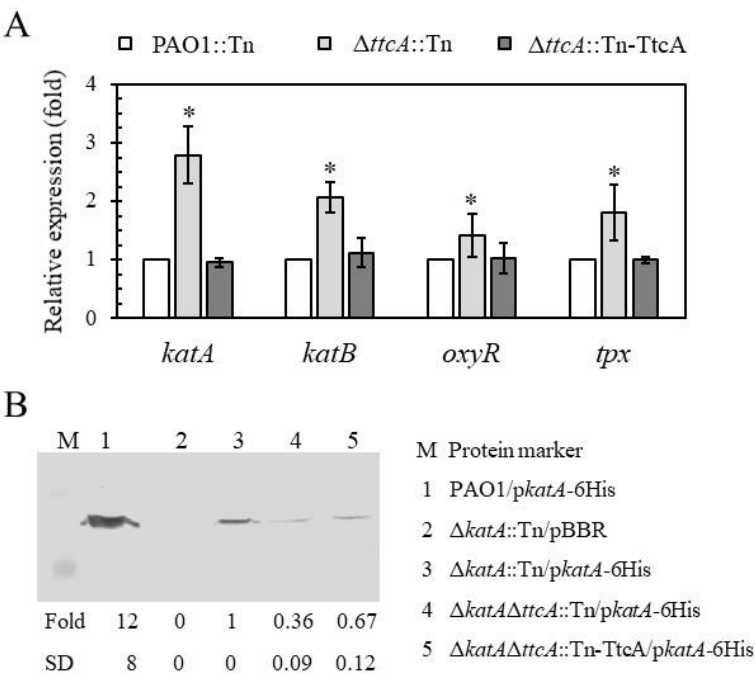 A
PAO1::Tn ΔttcA::Tn ΔttcA::Tn-TtcA
Relative expression (fold)
4
3
2
1
0
* * * *
katA katB oxyR tpx
B
M 1 2 3 4 5
Fold 12 0 1 0.36 0.67
SD 8 0 0 0.09 0.12
M Protein marker
1 PAO1/pkatA-6His
2 ΔkatA::Tn/pBBR
3 ΔkatA::Tn/pkatA-6His
4 ΔkatAΔttcA::Tn/pkatA-6His
5 ΔkatAΔttcA::Tn-TtcA/pkatA-6His